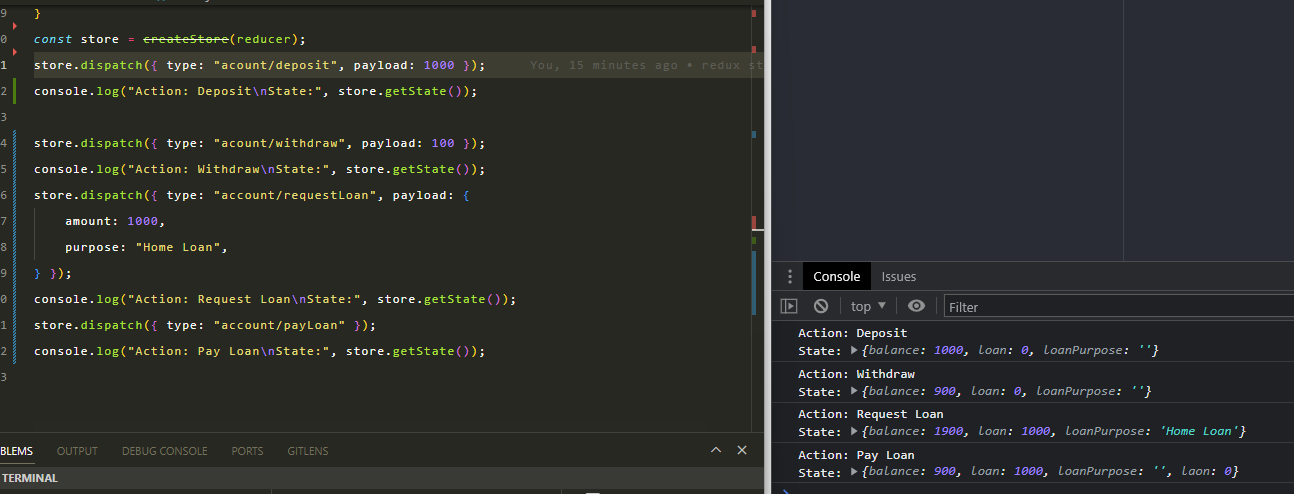 9 }
0 const store = createStore(reducer);
1 store.dispatch({ type: "acount/deposit", payload: 1000 }); You, 15 minutes ago • redux st
2 console.log("Action: Deposit\nState:", store.getState());
3
4 store.dispatch({ type: "acount/withdraw", payload: 100 });
5 console.log("Action: Withdraw\nState:", store.getState());
6 store.dispatch({ type: "account/requestLoan", payload: {
7 amount: 1000,
8 purpose: "Home Loan",
9 } });
0 console.log("Action: Request Loan\nState:", store.getState());
1 store.dispatch({ type: "account/payLoan" });
2 console.log("Action: Pay Loan\nState:", store.getState());
3
BLEMS OUTPUT DEBUG CONSOLE PORTS GITLENS
TERMINAL
Console Issues
top Filter
Action: Deposit
State: {balance: 1000, loan: 0, loanPurpose: ''}
Action: Withdraw
State: {balance: 900, loan: 0, loanPurpose: ''}
Action: Request Loan
State: {balance: 1900, loan: 1000, loanPurpose: 'Home Loan'}
Action: Pay Loan
State: {balance: 900, loan: 1000, loanPurpose: '', laon: 0}